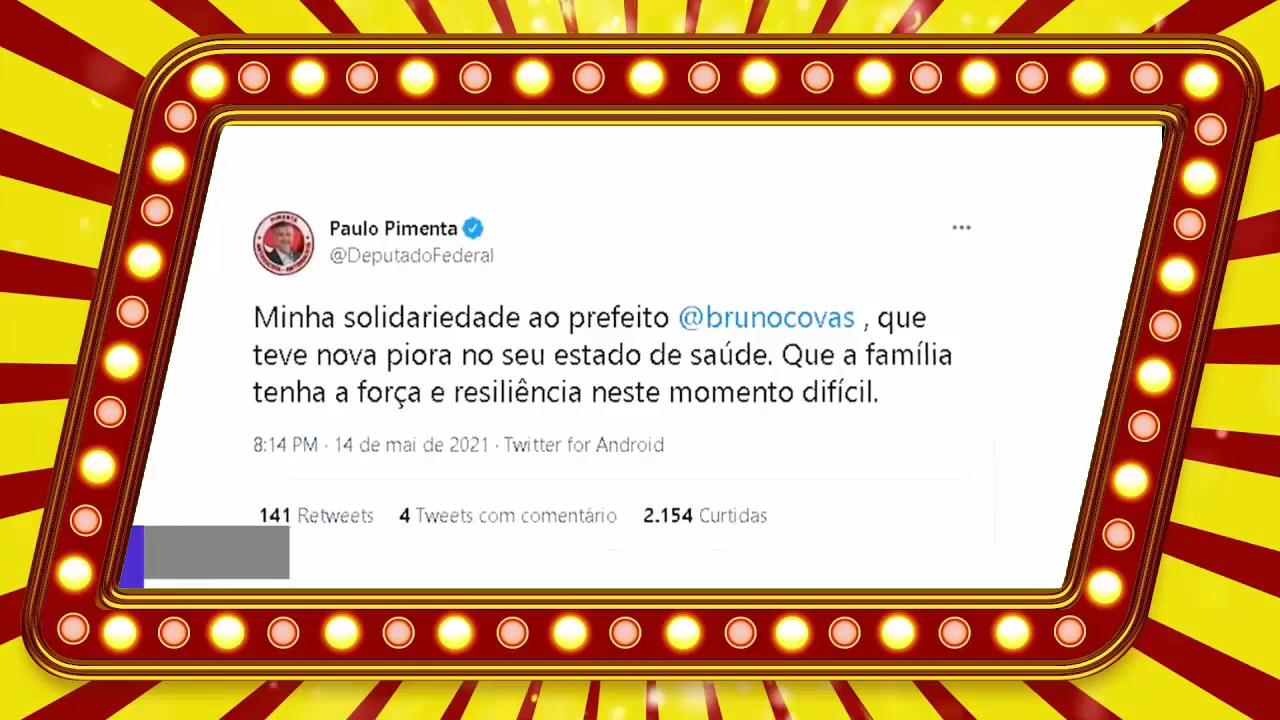 Paulo Pimenta
@DeputadoFederal
Minha solidariedade ao prefeito @brunocovas , que
teve nova piora no seu estado de saúde. Que a família
tenha a força e resiliência neste momento difícil.
8:14 PM · 14 de mai de 2021 · Twitter for Android
141 Retweets 4 Tweets com comentário 2.154 Curtidas